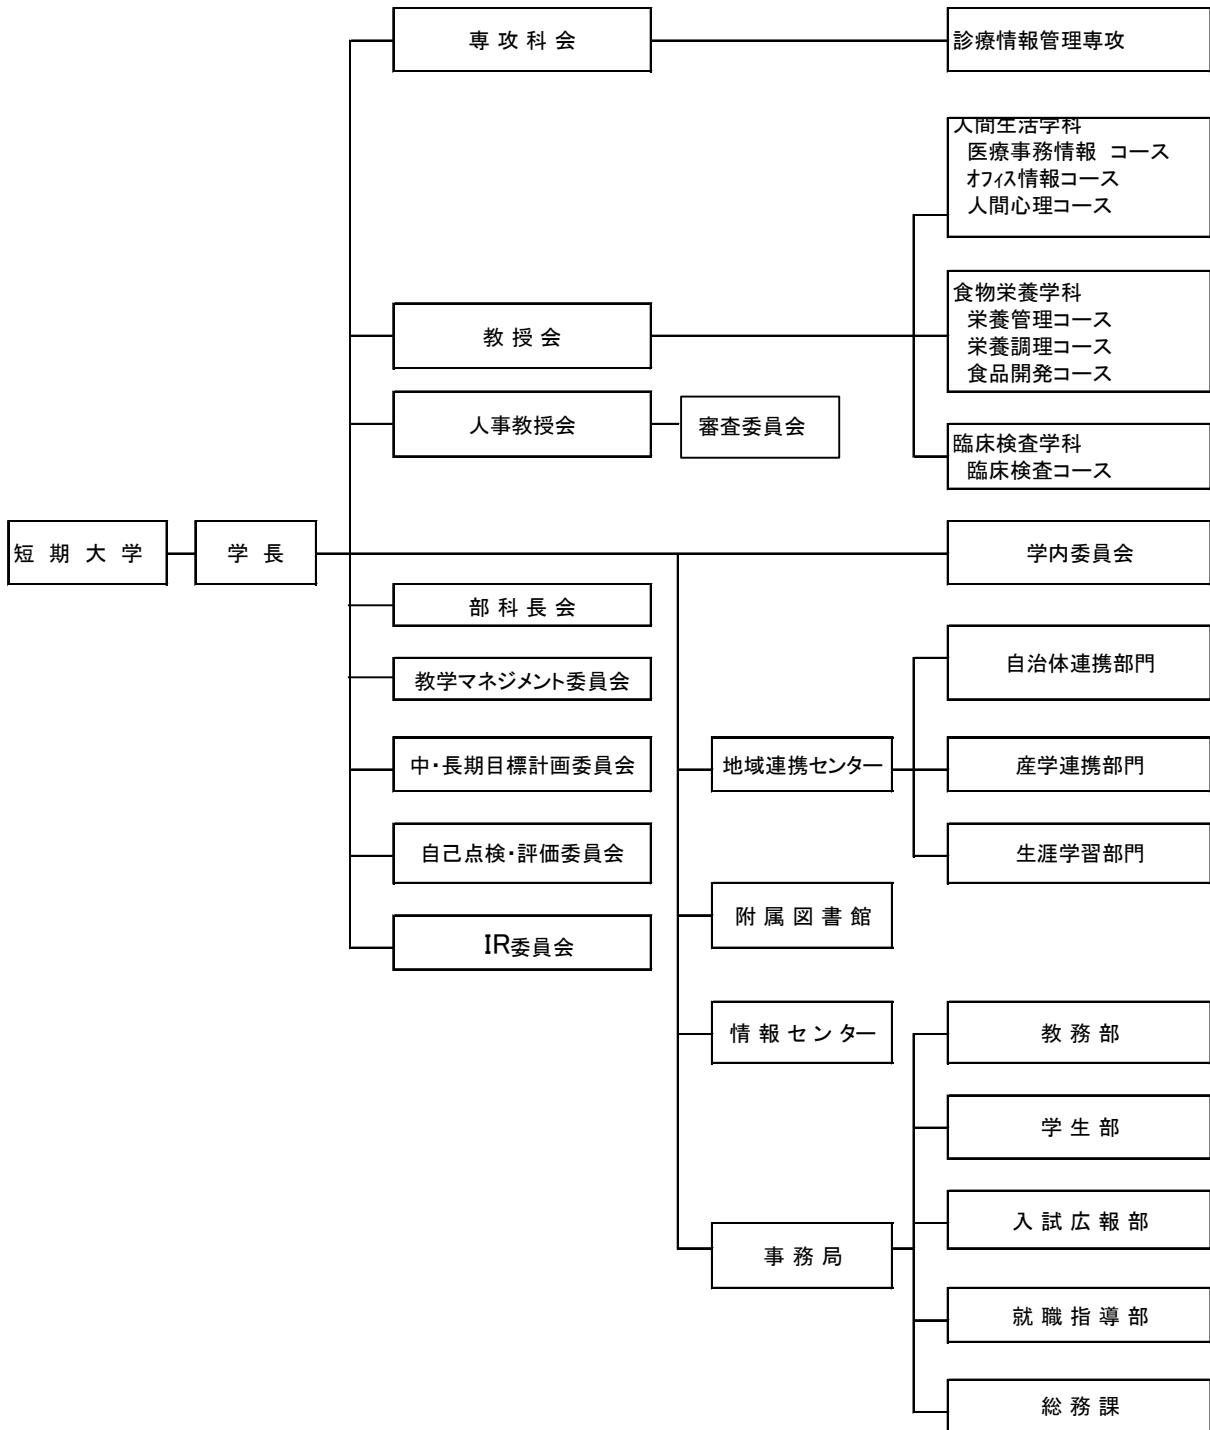 専 攻 科 会
診療情報管理専攻
人間生活学科
医療事務情報 コース
オフィス情報コース
人間心理コース
教 授 会
食物栄養学科
栄養管理コース
栄養調理コース
食品開発コース
人事教授会
審査委員会
臨床検査学科
臨床検査コース
短 期 大 学
学 長
学内委員会
部 科 長 会
教学マネジメント委員会
自治体連携部門
中・長期目標計画委員会
地域連携センター
産学連携部門
自己点検・評価委員会
生涯学習部門
附 属 図 書 館
IR委員会
情 報 セ ン タ ー
教 務 部
学 生 部
入 試 広 報 部
事 務 局
就 職 指 導 部
総 務 課